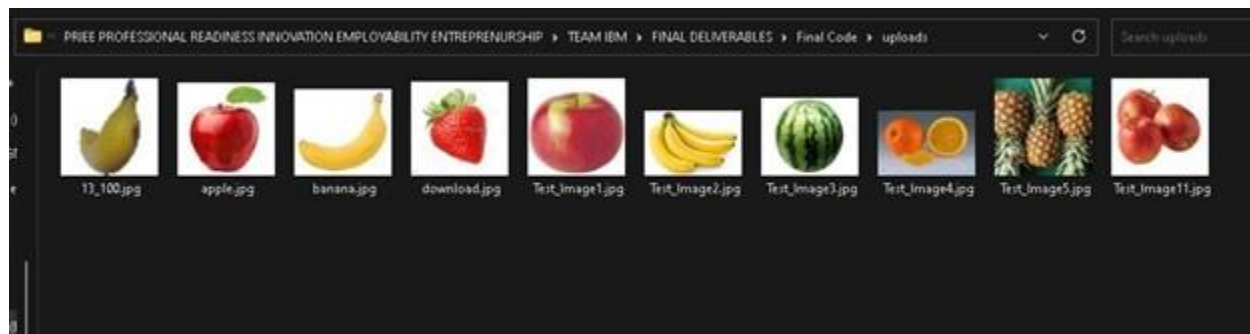 PRIEE PROFESSIONAL READINESS INNOVATION EMPLOYABILITY ENTREPRENURSHIP › TEAM IBM › FINAL DELIVERABLES › Final Code › uploads
Search uploads
13_100.jpg apple.jpg banana.jpg download.jpg Test_Image1.jpg Test_Image2.jpg Test_Image3.jpg Test_Image4.jpg Test_Image5.jpg Test_Image11.jpg